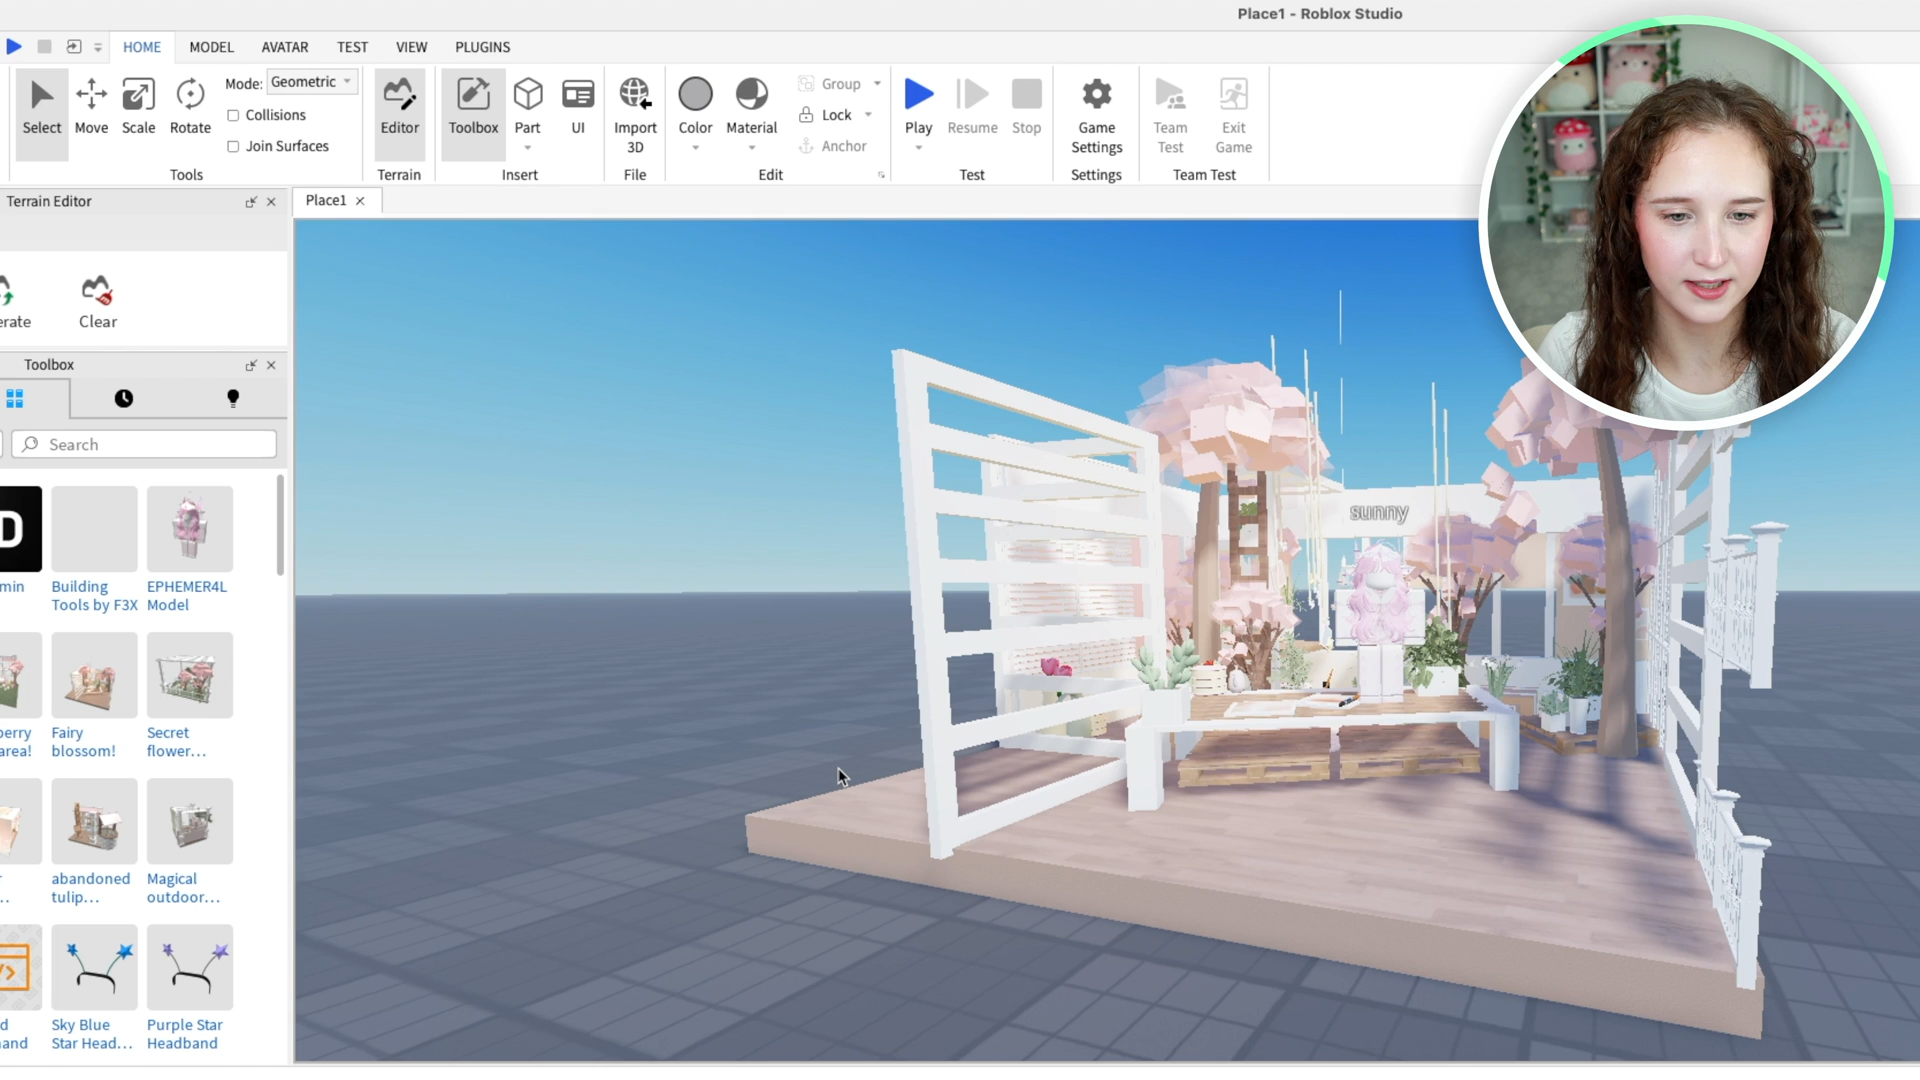 Place1 - Roblox Studio
HOME MODEL AVATAR TEST VIEW PLUGINS
Mode: Geometric
Collisions
Join Surfaces
Select Move Scale Rotate
Tools
Editor
Terrain
Toolbox Part UI
Insert
Import
3D
File
Color Material
Group
Lock
Anchor
Edit
Play Resume Stop
Test
Game
Settings
Settings
Team
Test
Exit
Game
Team Test
Terrain Editor
Place1
erate Clear
Toolbox
Search
D
min
Building
Tools by F3X
EPHEMER4L
Model
berry
area!
Fairy
blossom!
Secret
flower...
abandoned
tulip...
Magical
outdoor...
Sky Blue
Star Head...
Purple Star
Headband
sunny